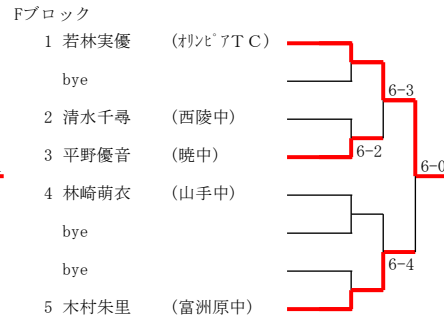 Fブロック
1 若林実優 (ｵﾘﾝﾋﾟｱＴＣ)
bye
6-3
2 清水千尋 (西陵中)
3 平野優音 (暁中)
6-2
6-0
4 林崎萌衣 (山手中)
bye
bye
6-4
5 木村朱里 (富洲原中)